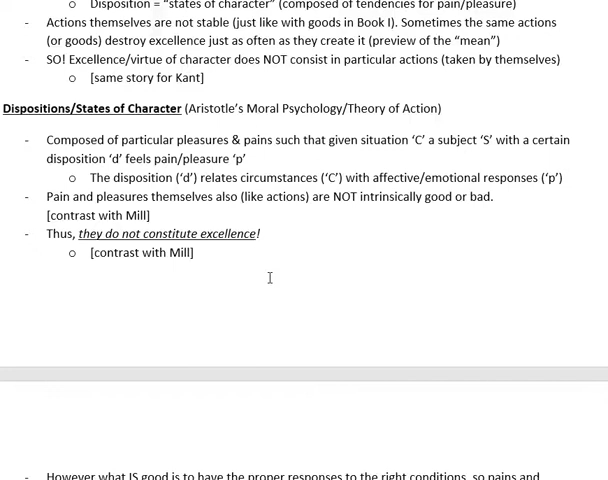 o Disposition = "states of character" (composed of tendencies for pain/pleasure)
- Actions themselves are not stable (just like with goods in Book I). Sometimes the same actions
(or goods) destroy excellence just as often as they create it (preview of the "mean")
- SO! Excellence/virtue of character does NOT consist in particular actions (taken by themselves)
o [same story for Kant]
Dispositions/States of Character (Aristotle's Moral Psychology/Theory of Action)
- Composed of particular pleasures & pains such that given situation 'C' a subject 'S' with a certain
disposition 'd' feels pain/pleasure 'p'
o The disposition ('d') relates circumstances ('C') with affective/emotional responses ('p')
- Pain and pleasures themselves also (like actions) are NOT intrinsically good or bad.
[contrast with Mill]
- Thus, they do not constitute excellence!
o [contrast with Mill]
- However what IS good is to have the proper responses to the right conditions, so pains and